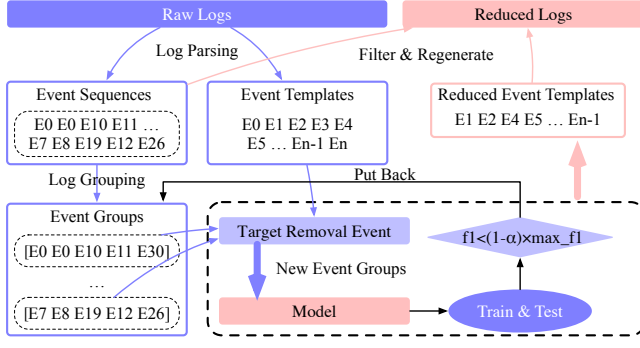 Raw Logs
Reduced Logs
Log Parsing
Filter & Regenerate
Event Sequences
E0 E0 E10 E11 ...
E7 E8 E19 E12 E26
Event Templates
E0 E1 E2 E3 E4
E5 ... En-1 En
Reduced Event Templates
E1 E2 E4 E5 ... En-1
Log Grouping
Put Back
Event Groups
[E0 E0 E10 E11 E30]
...
[E7 E8 E19 E12 E26]
Target Removal Event
f1<(1-α)×max_f1
New Event Groups
Model
Train & Test